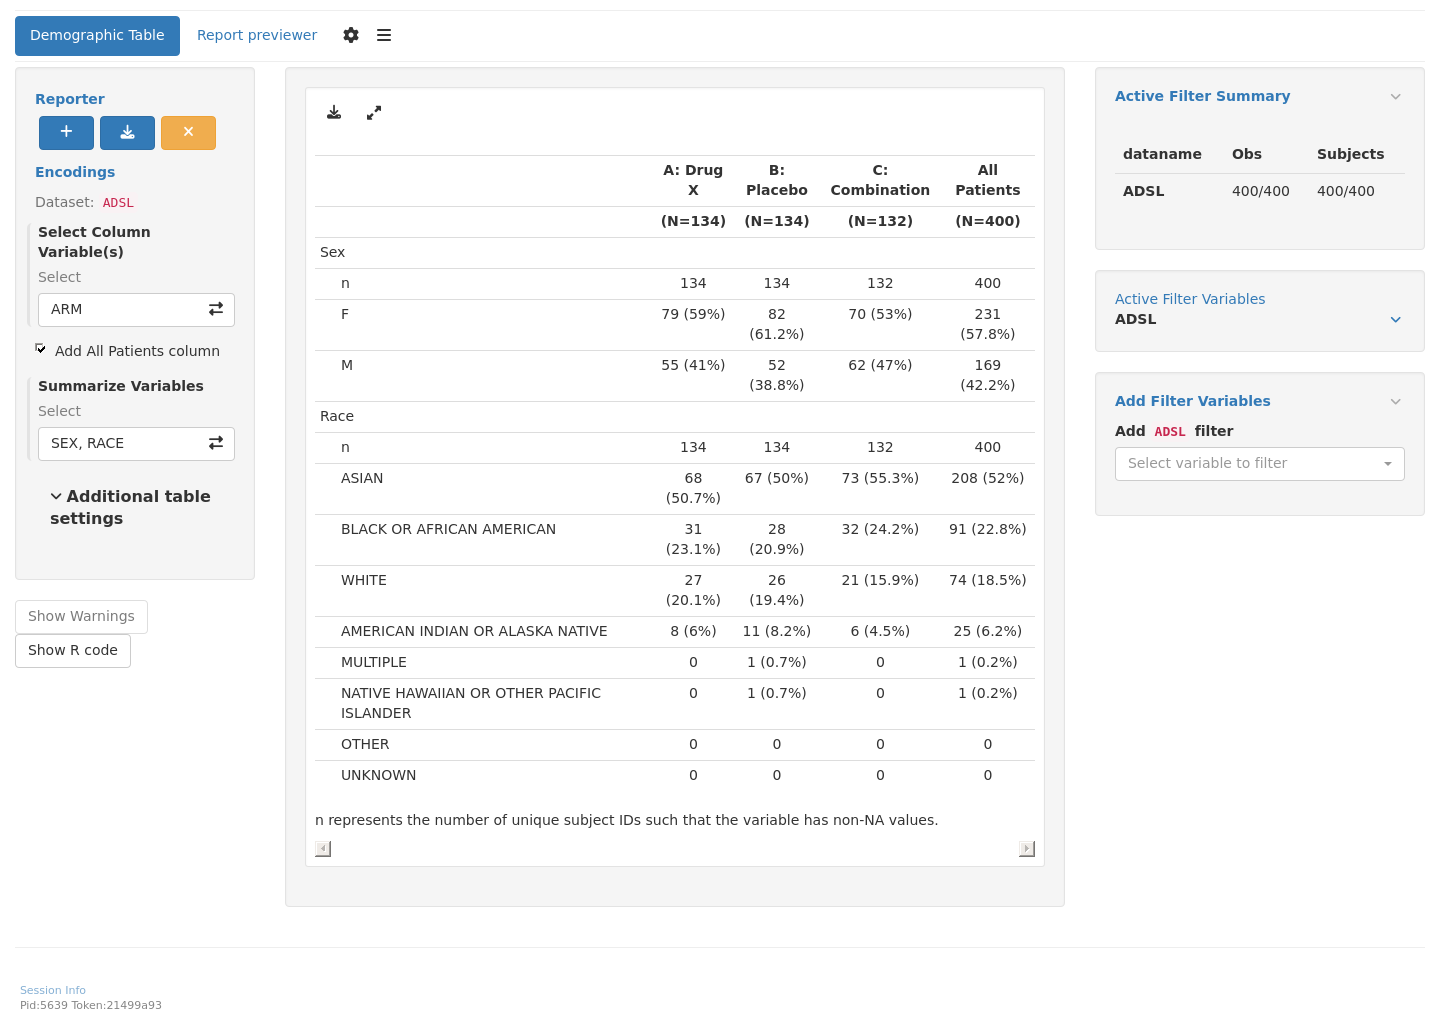 Demographic Table
Report previewer
Reporter
Encodings
Dataset: ADSL
Select Column
Variable(s)
Select
ARM
Add All Patients column
Summarize Variables
Select
SEX, RACE
Additional table
settings
Show Warnings
Show R code
A: Drug X B: Placebo C: Combination All Patients
(N=134) (N=134) (N=132) (N=400)
Sex
n 134 134 132 400
F 79 (59%) 82 (61.2%) 70 (53%) 231 (57.8%)
M 55 (41%) 52 (38.8%) 62 (47%) 169 (42.2%)
Race
n 134 134 132 400
ASIAN 68 (50.7%) 67 (50%) 73 (55.3%) 208 (52%)
BLACK OR AFRICAN AMERICAN 31 (23.1%) 28 (20.9%) 32 (24.2%) 91 (22.8%)
WHITE 27 (20.1%) 26 (19.4%) 21 (15.9%) 74 (18.5%)
AMERICAN INDIAN OR ALASKA NATIVE 8 (6%) 11 (8.2%) 6 (4.5%) 25 (6.2%)
MULTIPLE 0 1 (0.7%) 0 1 (0.2%)
NATIVE HAWAIIAN OR OTHER PACIFIC ISLANDER 0 1 (0.7%) 0 1 (0.2%)
OTHER 0 0 0 0
UNKNOWN 0 0 0 0
n represents the number of unique subject IDs such that the variable has non-NA values.
Active Filter Summary
dataname Obs Subjects
ADSL 400/400 400/400
Active Filter Variables
ADSL
Add Filter Variables
Add ADSL filter
Select variable to filter
Session Info
Pid:5639 Token:21499a93